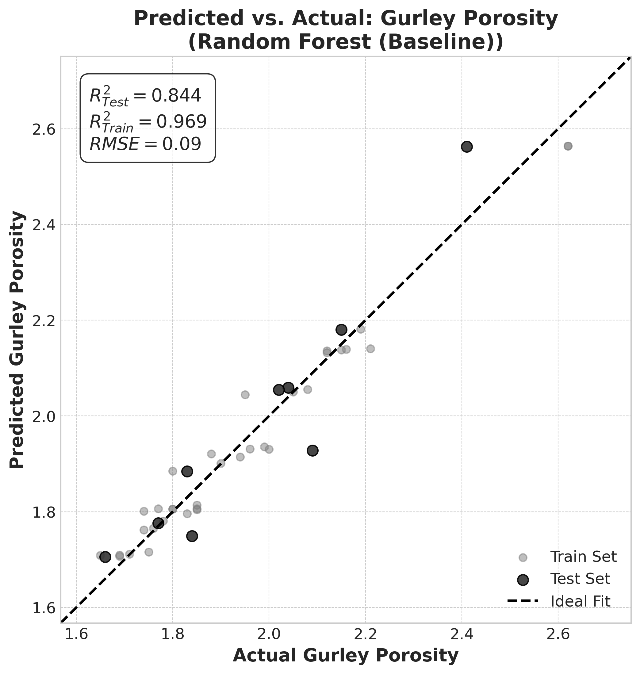 Predicted vs. Actual: Gurley Porosity
(Random Forest (Baseline))
R²_Test = 0.844
R²_Train = 0.969
RMSE = 0.09
Predicted Gurley Porosity
2.6
2.4
2.2
2.0
1.8
1.6
Train Set
Test Set
Ideal Fit
1.6 1.8 2.0 2.2 2.4 2.6
Actual Gurley Porosity